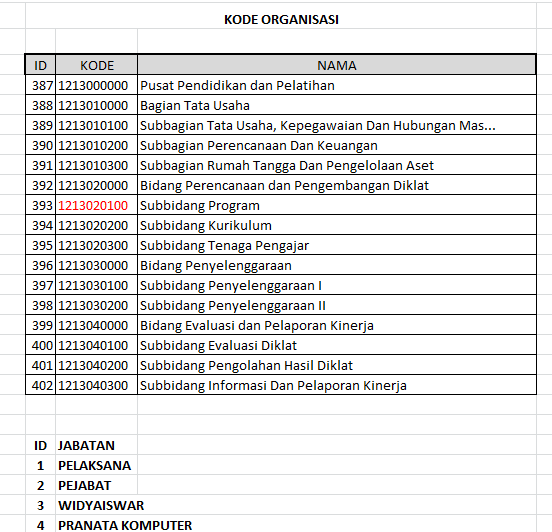 KODE ORGANISASI
ID KODE NAMA
387 1213000000 Pusat Pendidikan dan Pelatihan
388 1213010000 Bagian Tata Usaha
389 1213010100 Subbagian Tata Usaha, Kepegawaian Dan Hubungan Mas...
390 1213010200 Subbagian Perencanaan Dan Keuangan
391 1213010300 Subbagian Rumah Tangga Dan Pengelolaan Aset
392 1213020000 Bidang Perencanaan dan Pengembangan Diklat
393 1213020100 Subbidang Program
394 1213020200 Subbidang Kurikulum
395 1213020300 Subbidang Tenaga Pengajar
396 1213030000 Bidang Penyelenggaraan
397 1213030100 Subbidang Penyelenggaraan I
398 1213030200 Subbidang Penyelenggaraan II
399 1213040000 Bidang Evaluasi dan Pelaporan Kinerja
400 1213040100 Subbidang Evaluasi Diklat
401 1213040200 Subbidang Pengolahan Hasil Diklat
402 1213040300 Subbidang Informasi Dan Pelaporan Kinerja
ID JABATAN
1 PELAKSANA
2 PEJABAT
3 WIDYAISWAR
4 PRANATA KOMPUTER